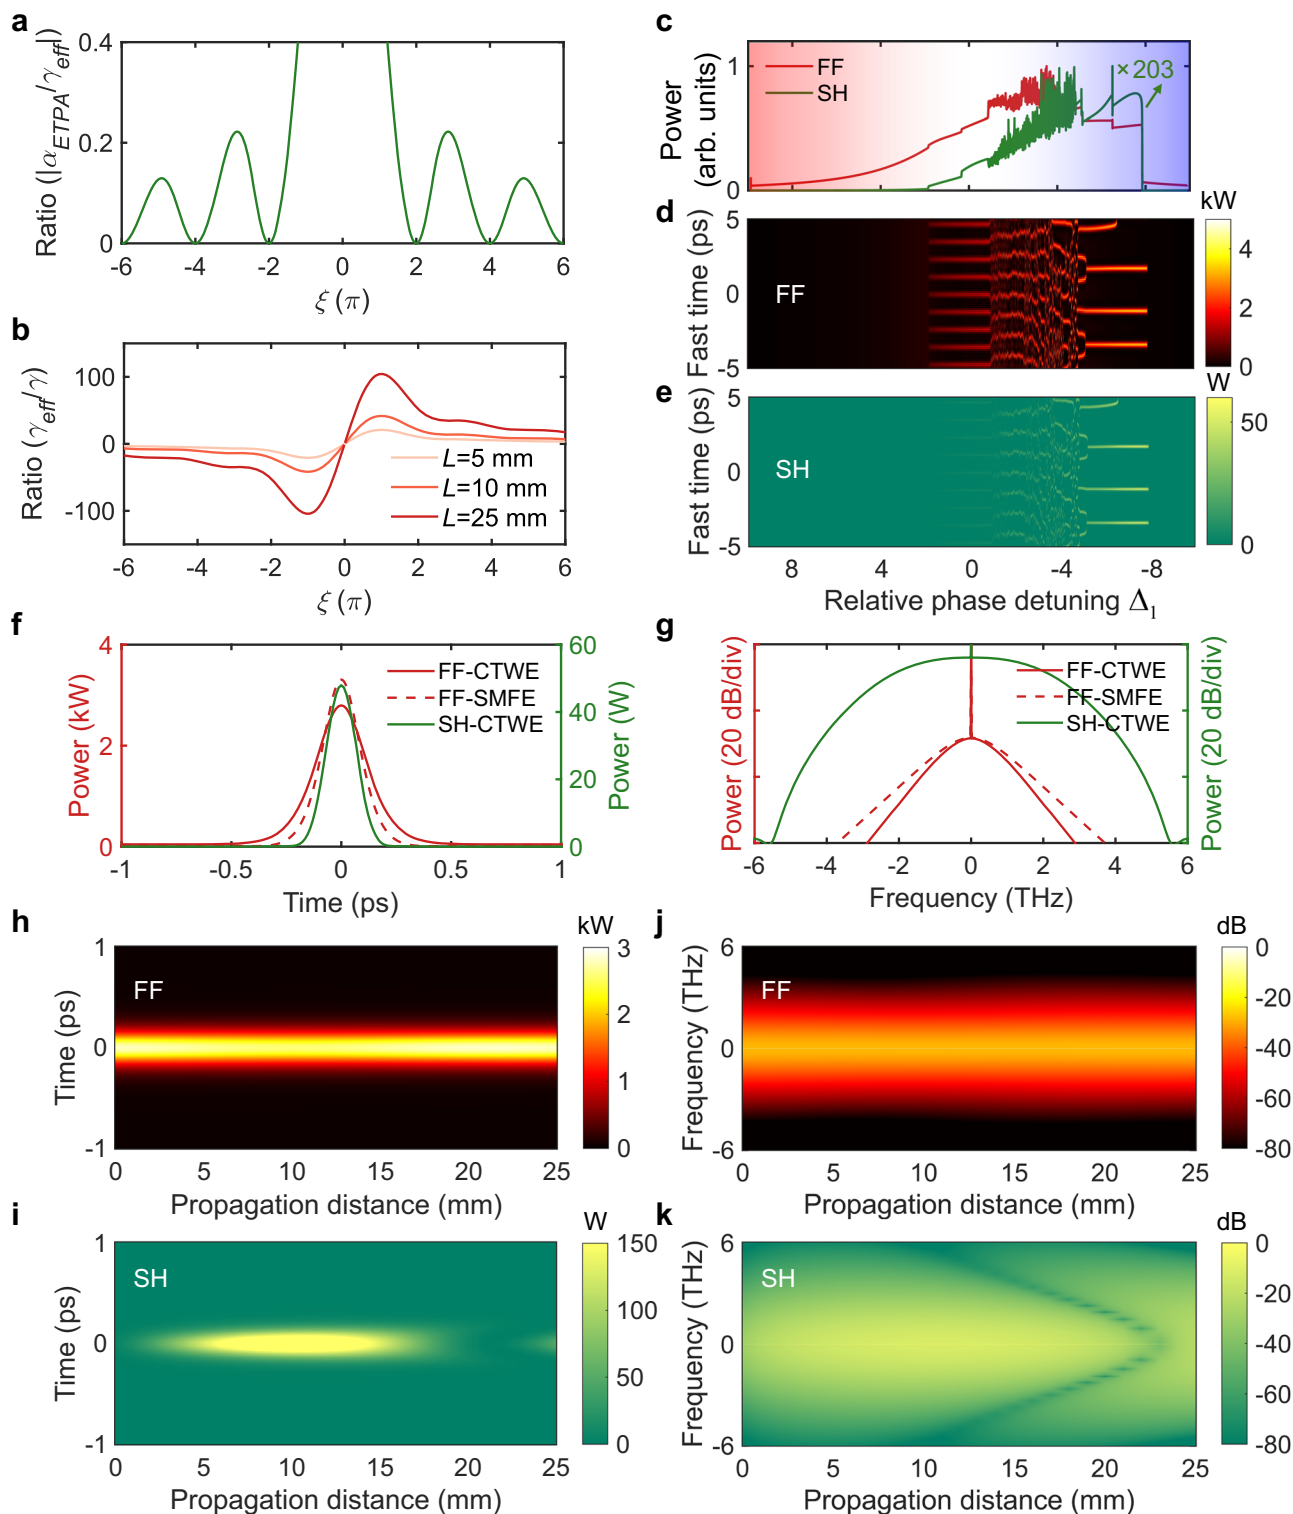 a
Ratio (|α_ETPA/γ_eff|)
0.4
0.2
0
-6 -4 -2 0 2 4 6
ξ (π)
b
Ratio (γ_eff/γ)
100
0
-100
L=5 mm
L=10 mm
L=25 mm
-6 -4 -2 0 2 4 6
ξ (π)
c
Power
(arb. units)
1
0
FF
SH
×203
d
kW
Fast time (ps)
5
0
-5
FF
4
2
0
e
W
Fast time (ps)
5
0
-5
SH
50
0
8 4 0 -4 -8
Relative phase detuning Δ₁
f
Power (kW)
4
2
0
FF-CTWE
FF-SMFE
SH-CTWE
60
40
20
0
Power (W)
-1 -0.5 0 0.5 1
Time (ps)
g
Power (20 dB/div)
FF-CTWE
FF-SMFE
SH-CTWE
Power (20 dB/div)
-6 -4 -2 0 2 4 6
Frequency (THz)
h
kW
Time (ps)
1
0
-1
FF
3
2
1
0
0 5 10 15 20 25
Propagation distance (mm)
j
dB
Frequency (THz)
6
0
-6
FF
0
-20
-40
-60
-80
0 5 10 15 20 25
Propagation distance (mm)
i
W
Time (ps)
1
0
-1
SH
150
100
50
0
0 5 10 15 20 25
Propagation distance (mm)
k
dB
Frequency (THz)
6
0
-6
SH
0
-20
-40
-60
-80
0 5 10 15 20 25
Propagation distance (mm)